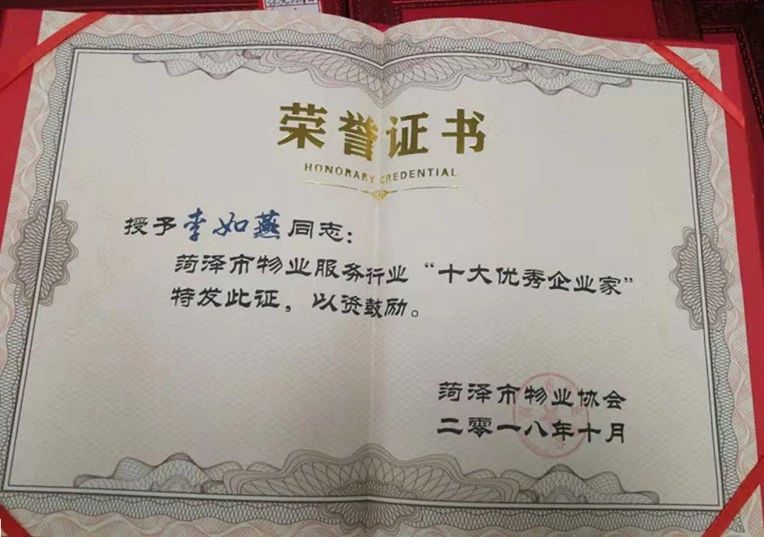 荣誉证书
HONORARY CREDENTIAL
授予李如燕同志：
菏泽市物业服务行业“十大优秀企业家”
特发此证，以资鼓励。
菏泽市物业协会
二零一八年十月